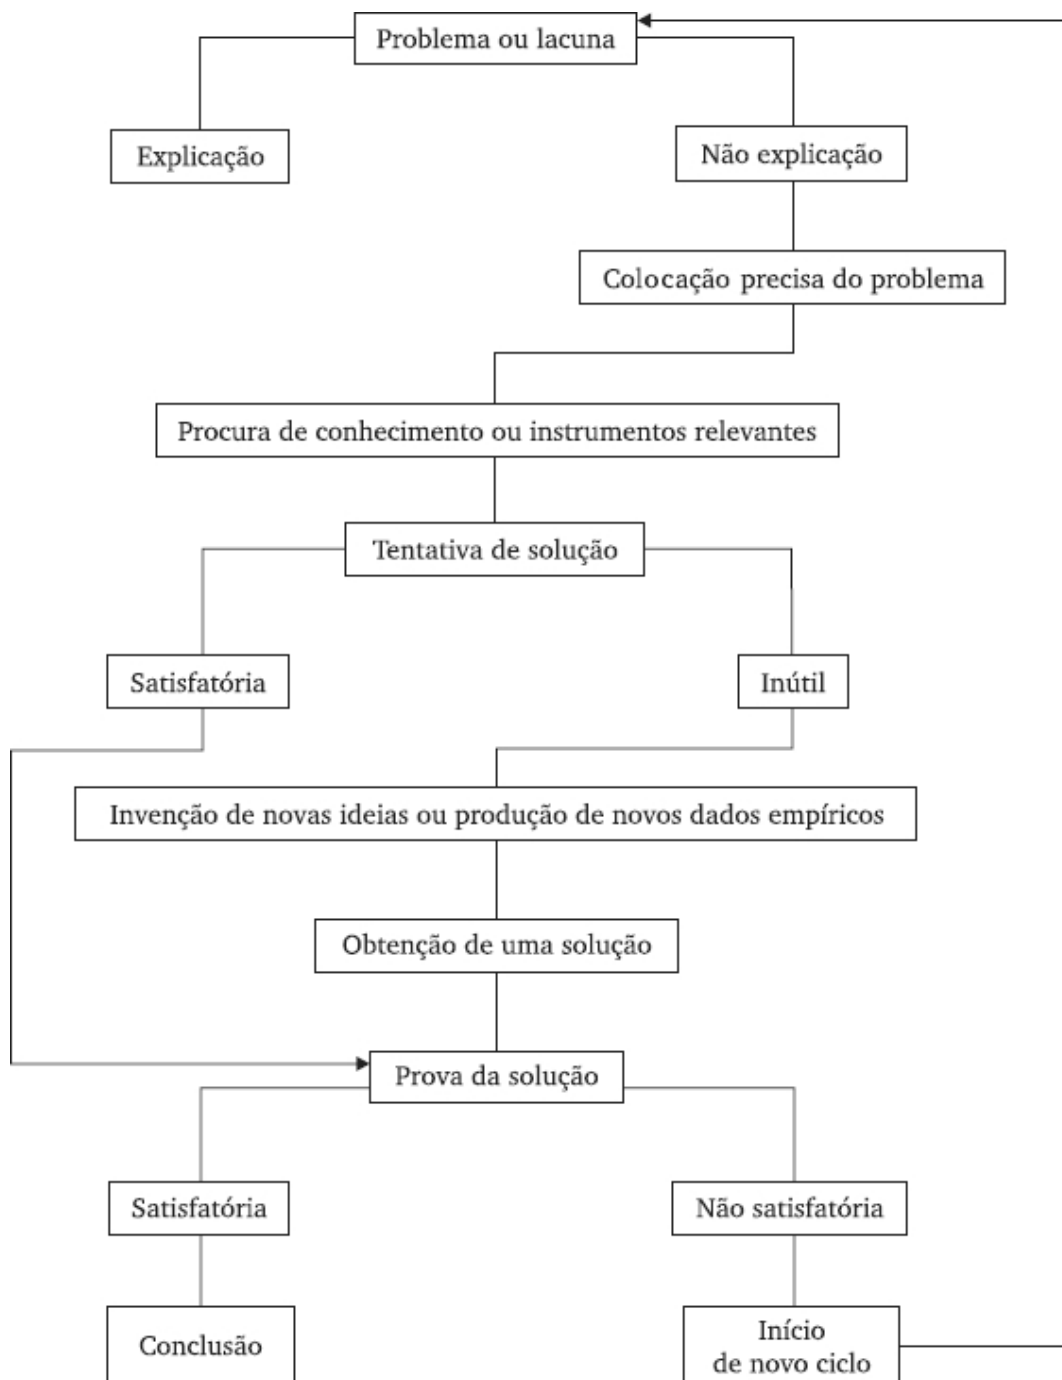 Problema ou lacuna
Explicação
Não explicação
Colocação precisa do problema
Procura de conhecimento ou instrumentos relevantes
Tentativa de solução
Satisfatória
Inútil
Invenção de novas ideias ou produção de novos dados empíricos
Obtenção de uma solução
Prova da solução
Satisfatória
Não satisfatória
Conclusão
Início
de novo ciclo